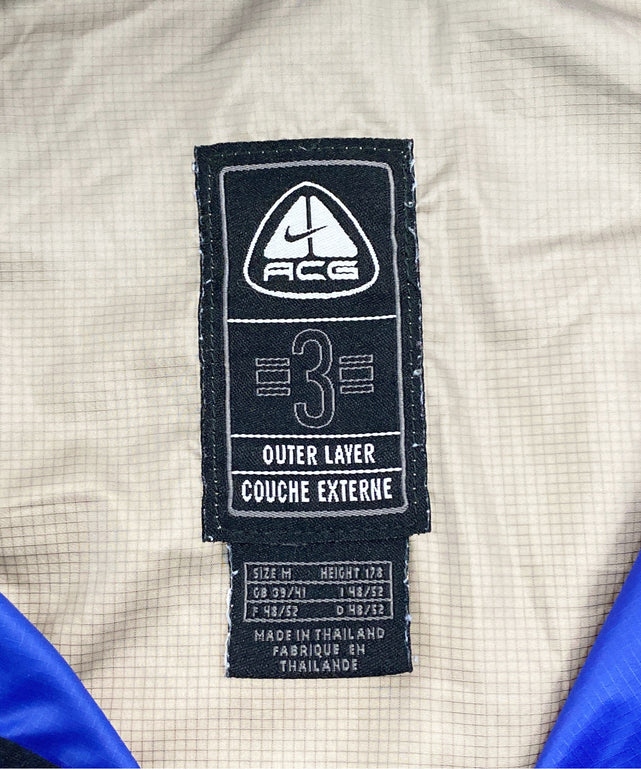 ACG
3
OUTER LAYER
COUCHE EXTERNE
SIZE M HEIGHT 178
GB 39/41 I 48/52
F 48/52 D 48/52
MADE IN THAILAND
FABRIQUE EN
THAILANDE